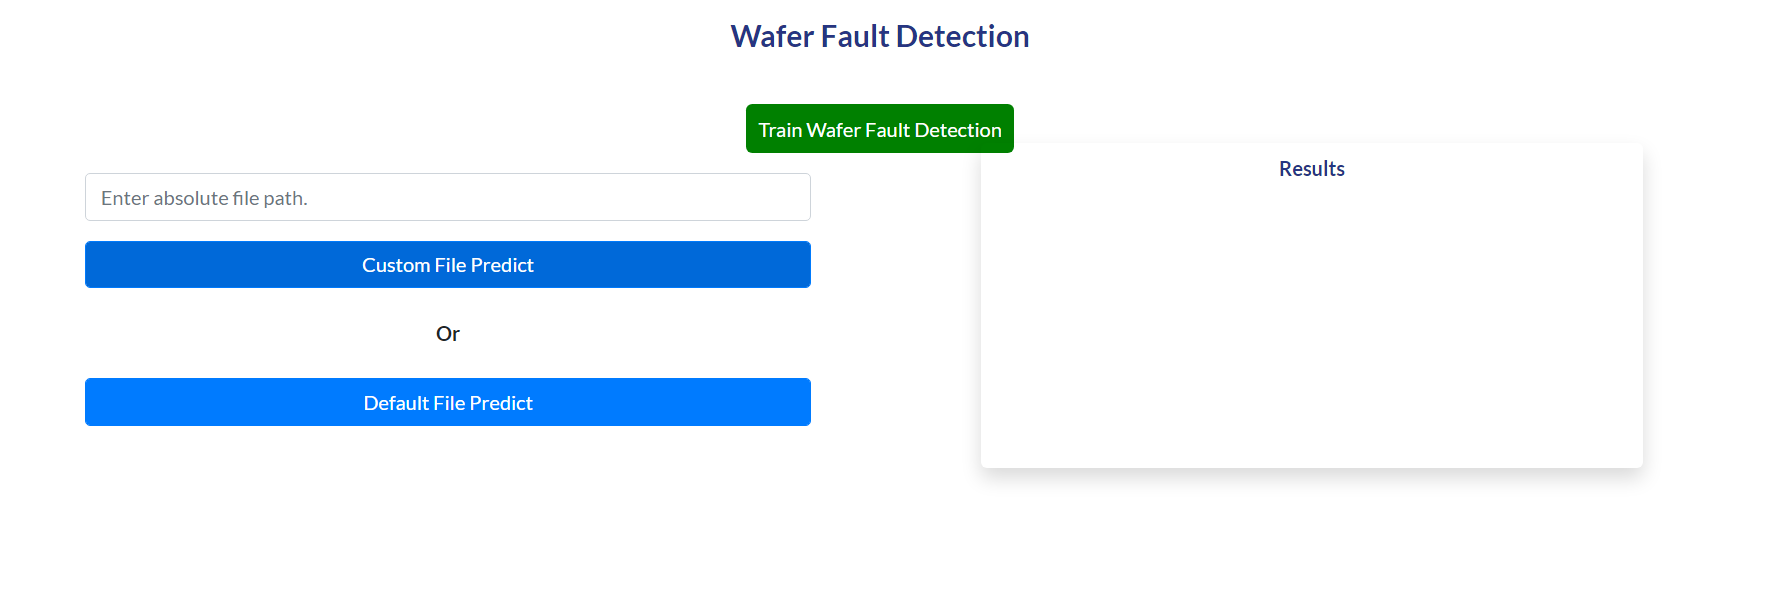 Wafer Fault Detection
Train Wafer Fault Detection
Enter absolute file path.
Custom File Predict
Or
Default File Predict
Results